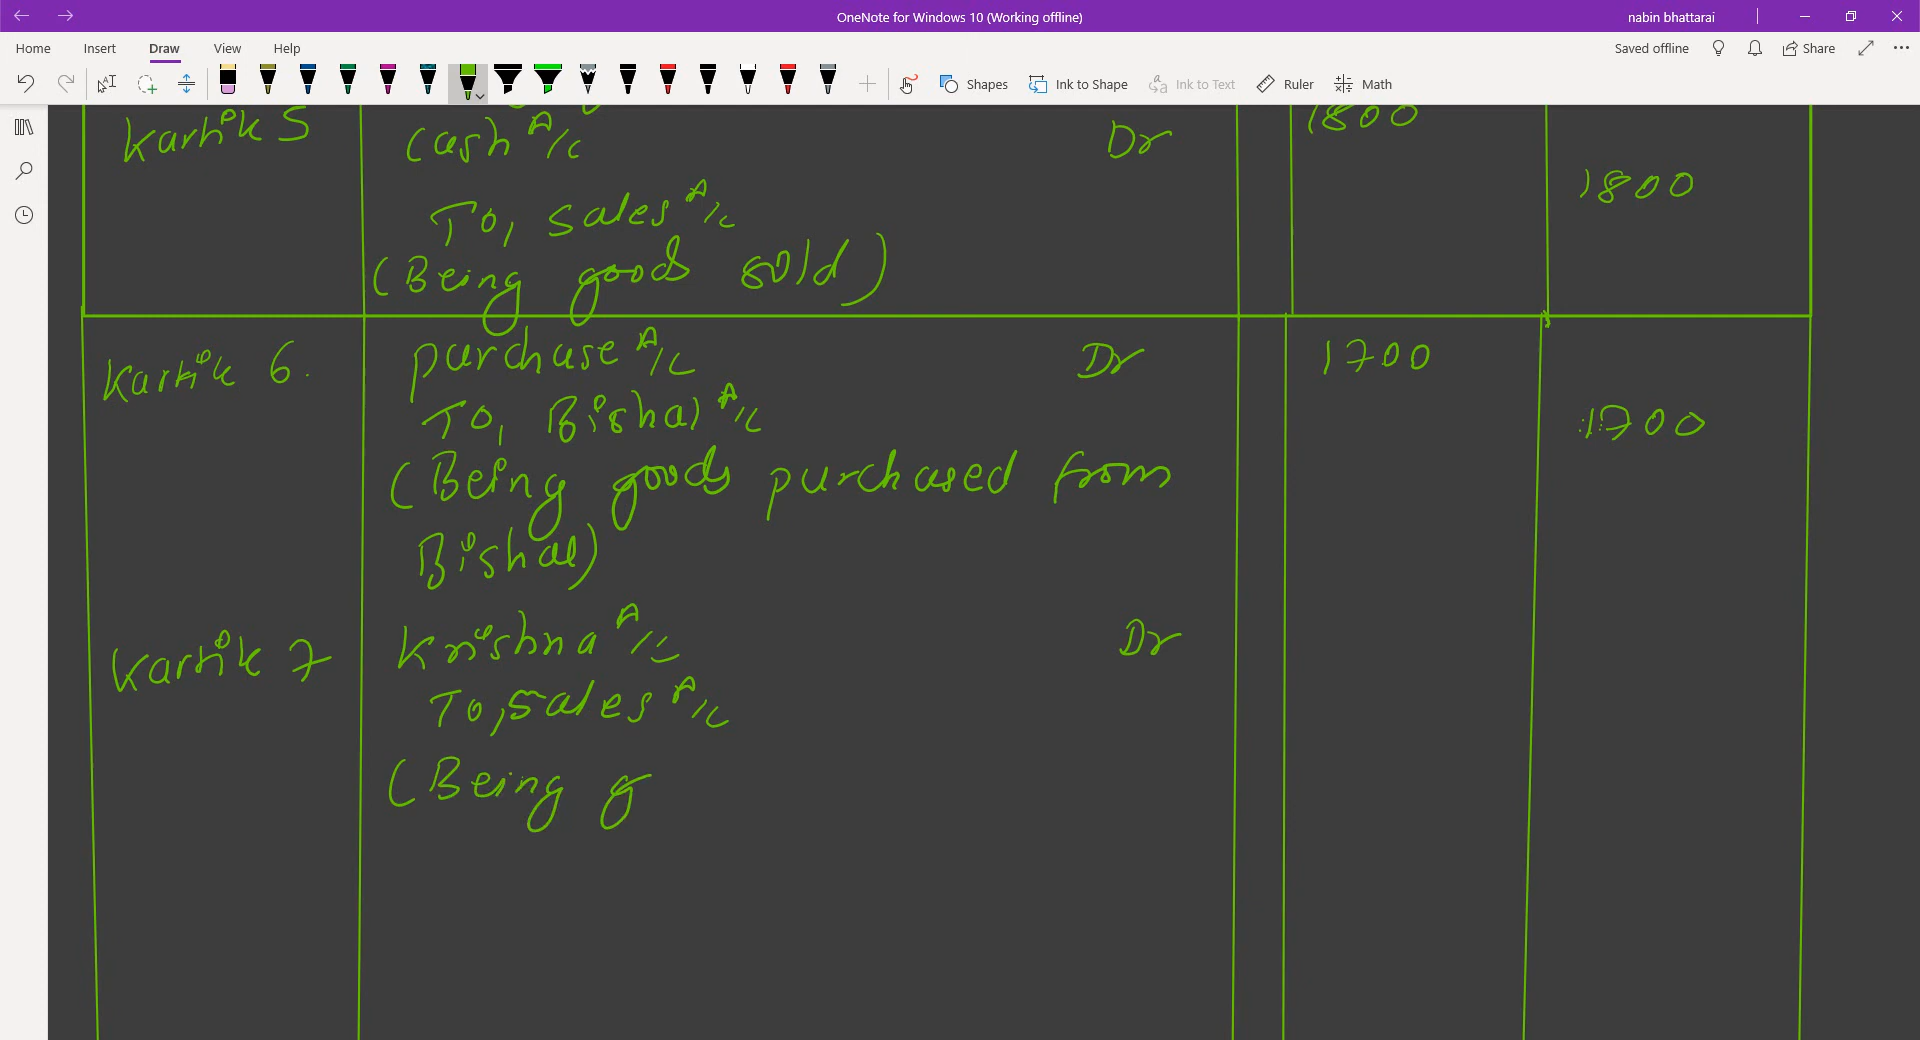 OneNote for Windows 10 (Working offline)
nabin bhattarai
Home Insert Draw View Help
Saved offline Share
Shapes Ink to Shape Ink to Text Ruler Math
Kartik 5 Cash A/c Dr 1800
To, Sales A/c 1800
(Being goods sold)
Kartik 6. purchase A/c Dr 1700
To, Bishal A/c 1700
(Being goods purchased from
Bishal)
Kartik 7 Krishna A/c Dr
To, Sales A/c
(Being g